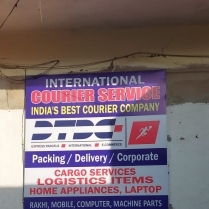 INTERNATIONAL
COURIER SERVICE
INDIA'S BEST COURIER COMPANY
DTDC
EXPRESS PARCELS INTERNATIONAL E-COMMERCE
Packing / Delivery / Corporate
CARGO SERVICES
LOGISTICS ITEMS
HOME APPLIANCES, LAPTOP
RAKHI, MOBILE, COMPUTER, MACHINE PARTS